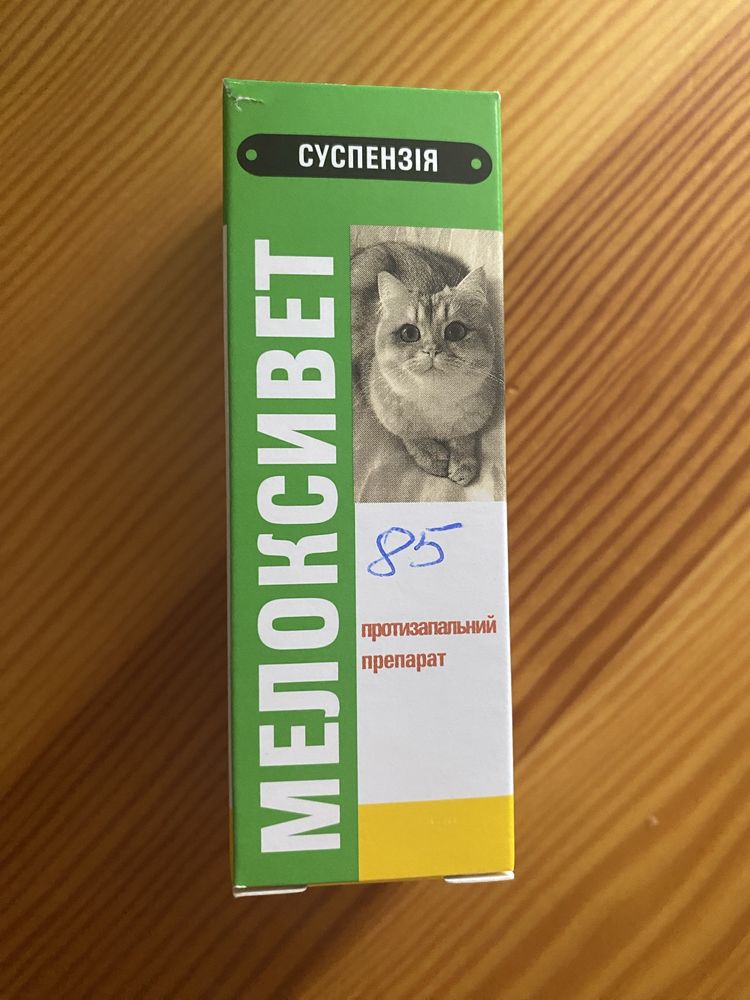 СУСПЕНЗІЯ
МЕЛОКСИВЕТ
85
протизапальний
препарат